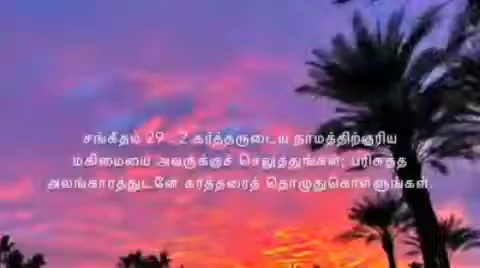 சங்கீதம் 29 : 2 கர்த்தருடைய நாமத்திற்குரிய
மகிமையை அவருக்குச் செலுத்துங்கள்; பரிசுத்த
அலங்காரத்துடனே கர்த்தரைத் தொழுதுகொள்ளுங்கள்.